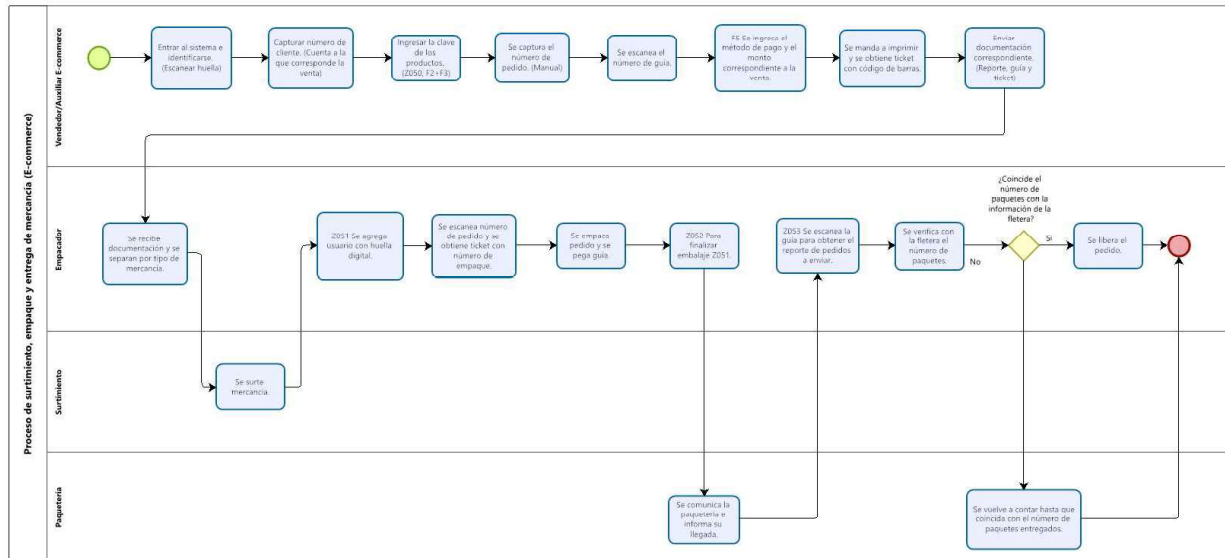 Proceso de surtimiento, empaque y entrega de mercancía (E-commerce)
Vendedor/Auxiliar E-commerce
Entrar al sistema e
identificarse.
(Escanear huella)
Capturar número de
cliente. (Cuenta a la
que corresponde la
venta)
Ingresar la clave de
los
productos.
(Z050, F2+F3)
Se captura el
número de
pedido. (Manual)
Se escanea el
número de guía.
F5 Se ingresa el
método de pago y el
monto
correspondiente a la
venta.
Se manda a imprimir
y se obtiene ticket
con código de barras.
Enviar
documentación
correspondiente.
(Reporte, guía y
ticket)
Empacador
Se recibe
documentación y se
separan por tipo de
mercancía.
Z051 Se agrega
usuario con huella
digital.
Se escanea número
de pedido y se
obtiene ticket con
número de
empaque.
Se empaca
pedido y se
pega guía.
Z052 Para
finalizar
embalaje Z051.
Z053 Se escanea la
guía para obtener el
reporte de pedidos
a enviar.
Se verifica con
la fletera el
número de
paquetes.
¿Coincide el
número de
paquetes con la
información de la
fletera?
No
Si
Se libera el
pedido.
Surtimiento
Se surte
mercancía.
Paquetería
Se comunica la
paquetería e
informa su
llegada.
Se vuelve a contar hasta que
coincida con el número de
paquetes entregados.